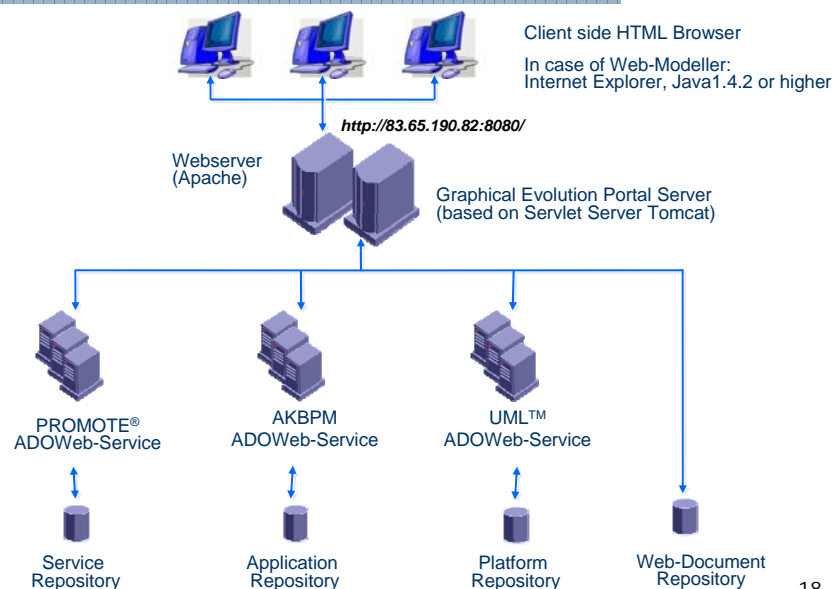 Client side HTML Browser
In case of Web-Modeller:
Internet Explorer, Java1.4.2 or higher
http://83.65.190.82:8080/
Webserver
(Apache)
Graphical Evolution Portal Server
(based on Servlet Server Tomcat)
PROMOTE®
ADOWeb-Service
AKBPM
ADOWeb-Service
UML™
ADOWeb-Service
Service
Repository
Application
Repository
Platform
Repository
Web-Document
Repository
18